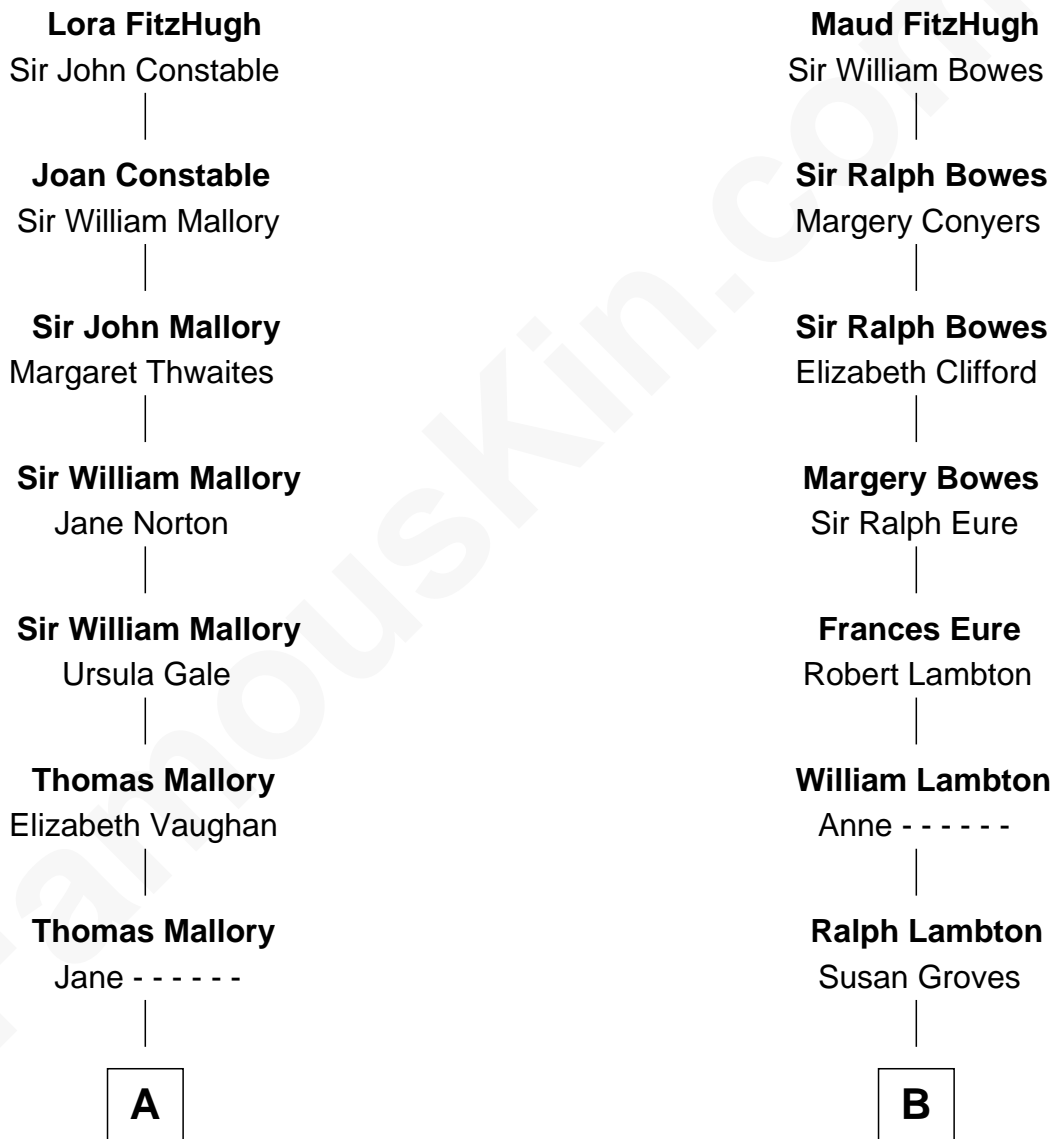 Lora FitzHugh
Sir John Constable
Joan Constable
Sir William Mallory
Sir John Mallory
Margaret Thwaites
Sir William Mallory
Jane Norton
Sir William Mallory
Ursula Gale
Thomas Mallory
Elizabeth Vaughan
Thomas Mallory
Jane - - - - - -
A
Maud FitzHugh
Sir William Bowes
Sir Ralph Bowes
Margery Conyers
Sir Ralph Bowes
Elizabeth Clifford
Margery Bowes
Sir Ralph Eure
Frances Eure
Robert Lambton
William Lambton
Anne - - - - - -
Ralph Lambton
Susan Groves
B
FamousKin.com